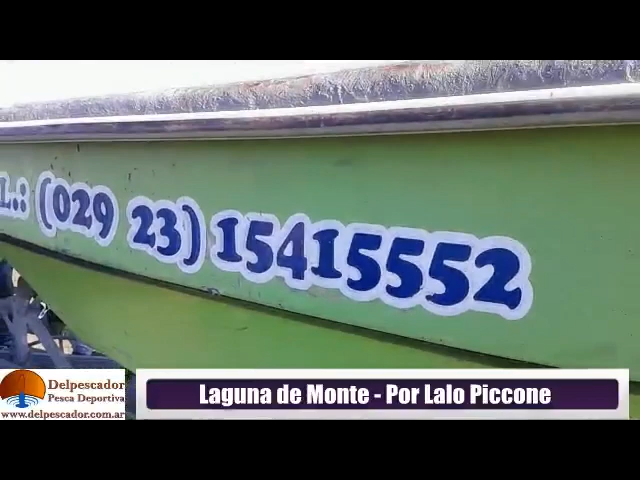 L.: (029 23) 15415552
Delpescador
Pesca Deportiva
www.delpescador.com.ar
Laguna de Monte - Por Lalo Piccone